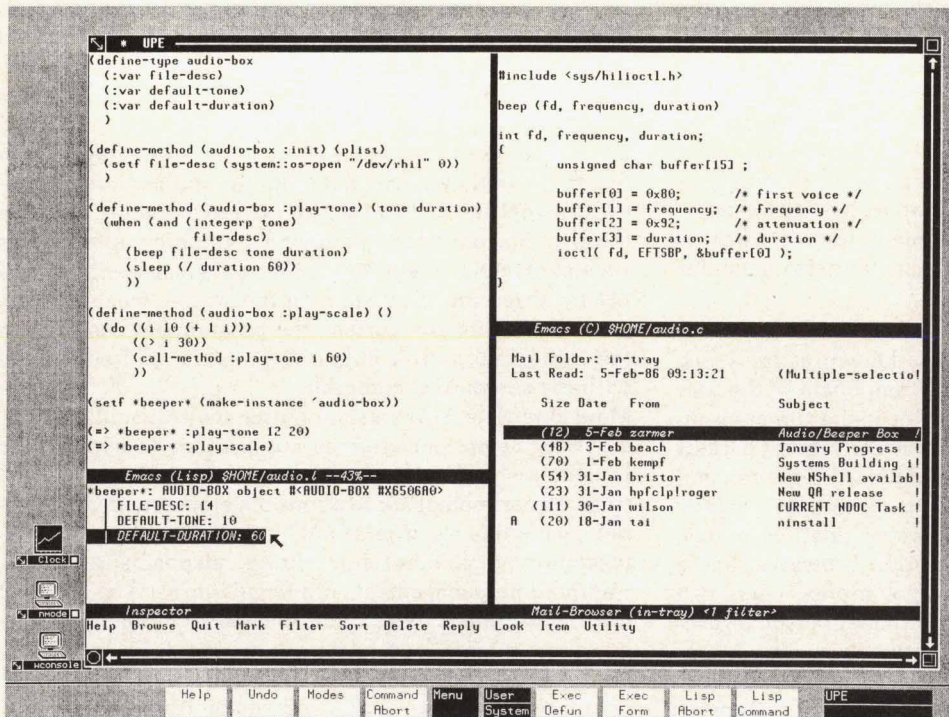 * UPE
(define-type audio-box
(:var file-desc)
(:var default-tone)
(:var default-duration)
)
(define-method (audio-box :init) (plist)
(setf file-desc (system::os-open "/dev/rhil" 0))
)
(define-method (audio-box :play-tone) (tone duration)
(when (and (integerp tone)
file-desc)
(beep file-desc tone duration)
(sleep (/ duration 60))
))
(define-method (audio-box :play-scale) ()
(do ((i 10 (+ 1 i)))
((> i 30))
(call-method :play-tone i 60)
))
(setf *beeper* (make-instance ´audio-box))
(=> *beeper* :play-tone 12 20)
(=> *beeper* :play-scale)
Emacs (Lisp) $HOME/audio.l --43%--
*beeper*: AUDIO-BOX object #<AUDIO-BOX #X6506A0>
| FILE-DESC: 14
| DEFAULT-TONE: 10
| DEFAULT-DURATION: 60
Inspector
#include <sys/hilioctl.h>
beep (fd, frequency, duration)
int fd, frequency, duration;
{
unsigned char buffer[15] ;
buffer[0] = 0x80; /* first voice */
buffer[1] = frequency; /* frequency */
buffer[2] = 0x92; /* attenuation */
buffer[3] = duration; /* duration */
ioctl( fd, EFTSBP, &buffer[0] );
}
Emacs (C) $HOME/audio.c
Mail Folder: in-tray
Last Read: 5-Feb-86 09:13:21 (Multiple-selectio!
Size Date From Subject
(12) 5-Feb zarmer Audio/Beeper Box !
(48) 3-Feb beach January Progress !
(70) 1-Feb kempf Systems Building i!
(54) 31-Jan bristor New NShell availab!
(23) 31-Jan hpfclp!roger New QA release !
(111) 30-Jan wilson CURRENT NDOC Task !
A (20) 18-Jan tai ninstall !
Mail-Browser (in-tray) <1 filter>
Help Browse Quit Mark Filter Sort Delete Reply Look Item Utility
Clock
nmode
wconsole
Help Undo Modes Command Abort Menu User System Exec Defun Exec Form Lisp Abort Lisp Command UPE